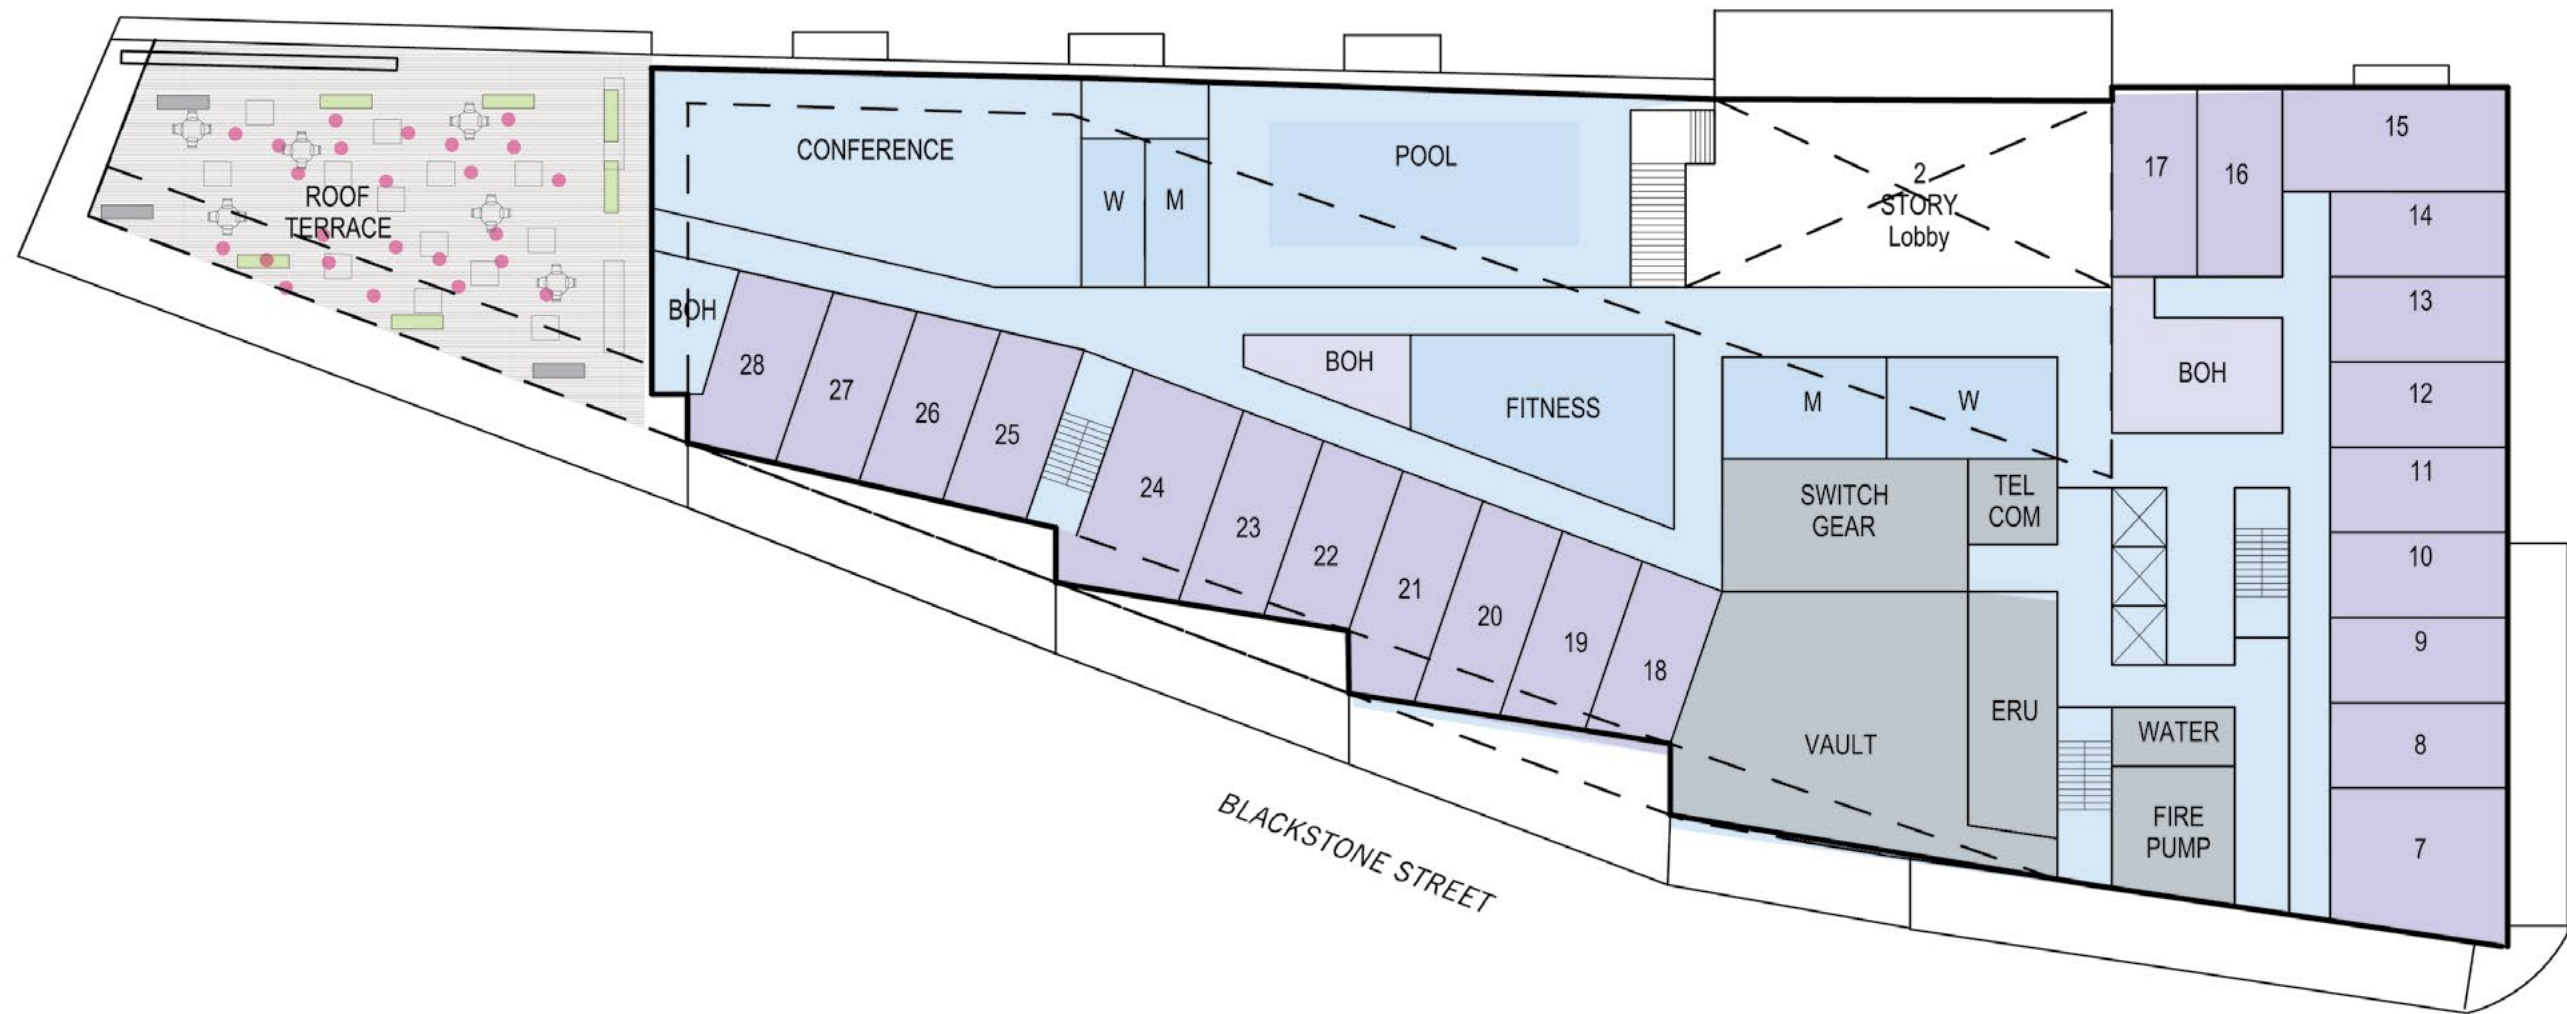 ROOF
TERRACE
CONFERENCE
W
M
POOL
2
STORY
Lobby
17
16
15
14
13
12
11
10
9
8
7
BOH
28
27
26
25
24
23
22
21
20
19
18
BOH
FITNESS
M
W
BOH
SWITCH
GEAR
TEL
COM
VAULT
ERU
WATER
FIRE
PUMP
BLACKSTONE STREET